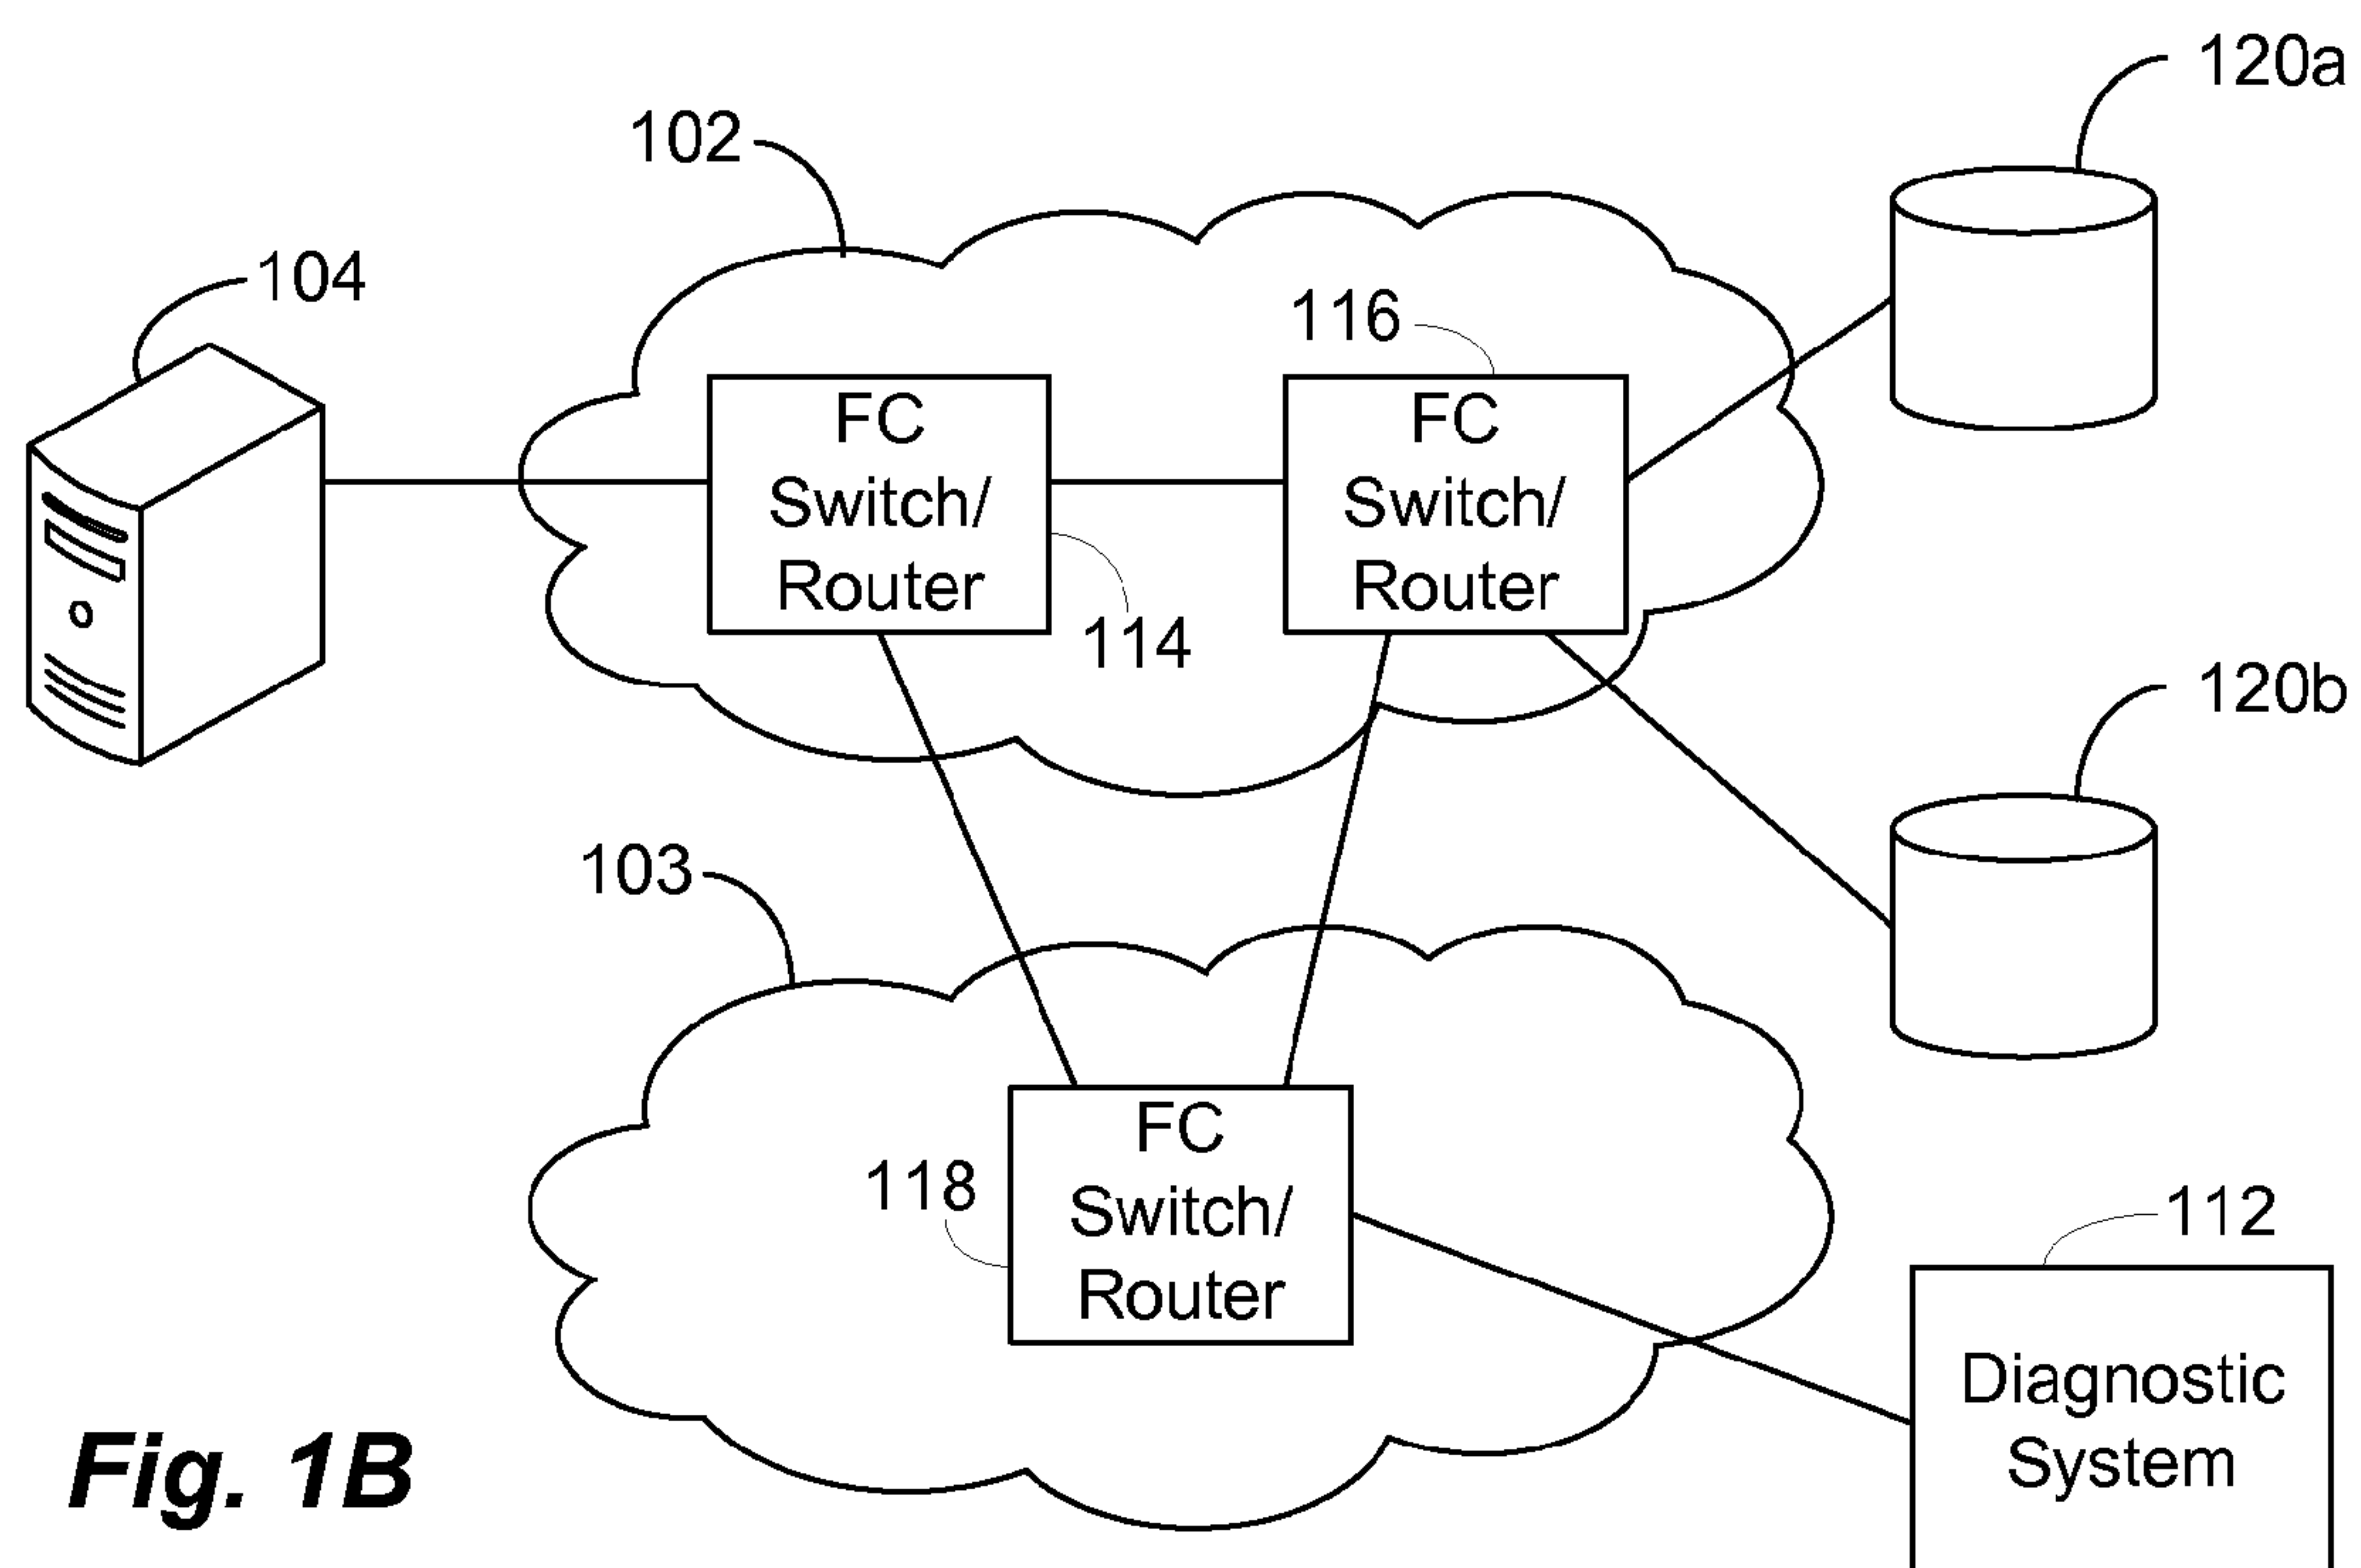 120a
102
104
116
FC
Switch/
Router
FC
Switch/
Router
114
120b
103
118
FC
Switch/
Router
112
Diagnostic
System
Fig. 1B